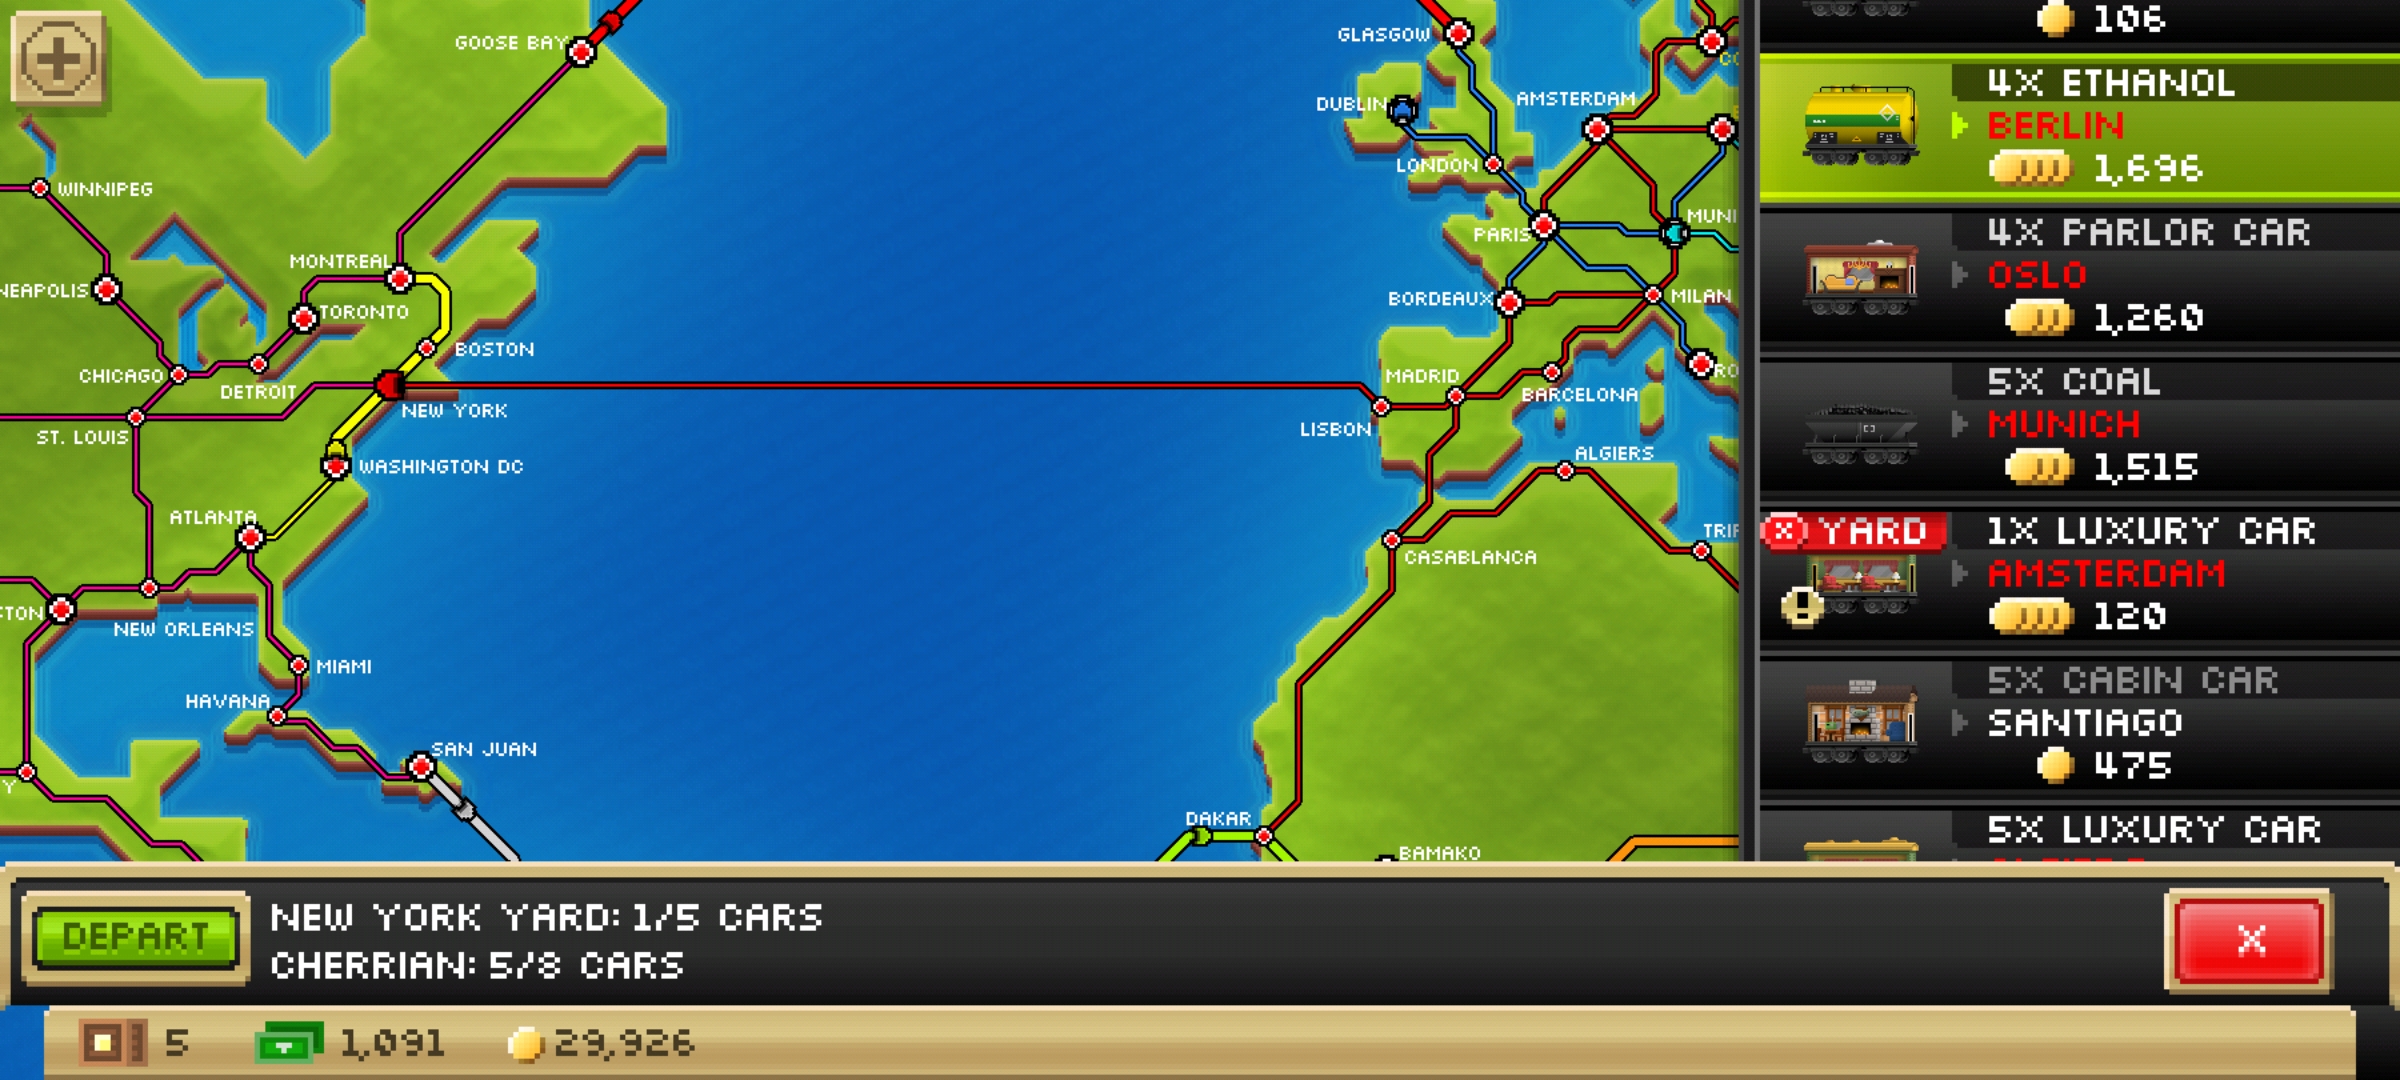 GOOSE BAY
GLASGOW
DUBLIN
AMSTERDAM
LONDON
WINNIPEG
PARIS
MUNI
MONTREAL
NEAPOLIS
TORONTO
BORDEAUX
MILAN
BOSTON
CHICAGO
DETROIT
MADRID
RO
BARCELONA
NEW YORK
LISBON
ST. LOUIS
WASHINGTON DC
ALGIERS
ATLANTA
TRIP
CASABLANCA
TON
NEW ORLEANS
MIAMI
HAVANA
SAN JUAN
Y
DAKAR
BAMAKO
106
4X ETHANOL
BERLIN
1,696
4X PARLOR CAR
OSLO
1,260
5X COAL
MUNICH
1,515
YARD
1X LUXURY CAR
AMSTERDAM
120
5X CABIN CAR
SANTIAGO
475
5X LUXURY CAR
DEPART
NEW YORK YARD: 1/5 CARS
CHERRIAN: 5/8 CARS
X
5
1,091
29,926